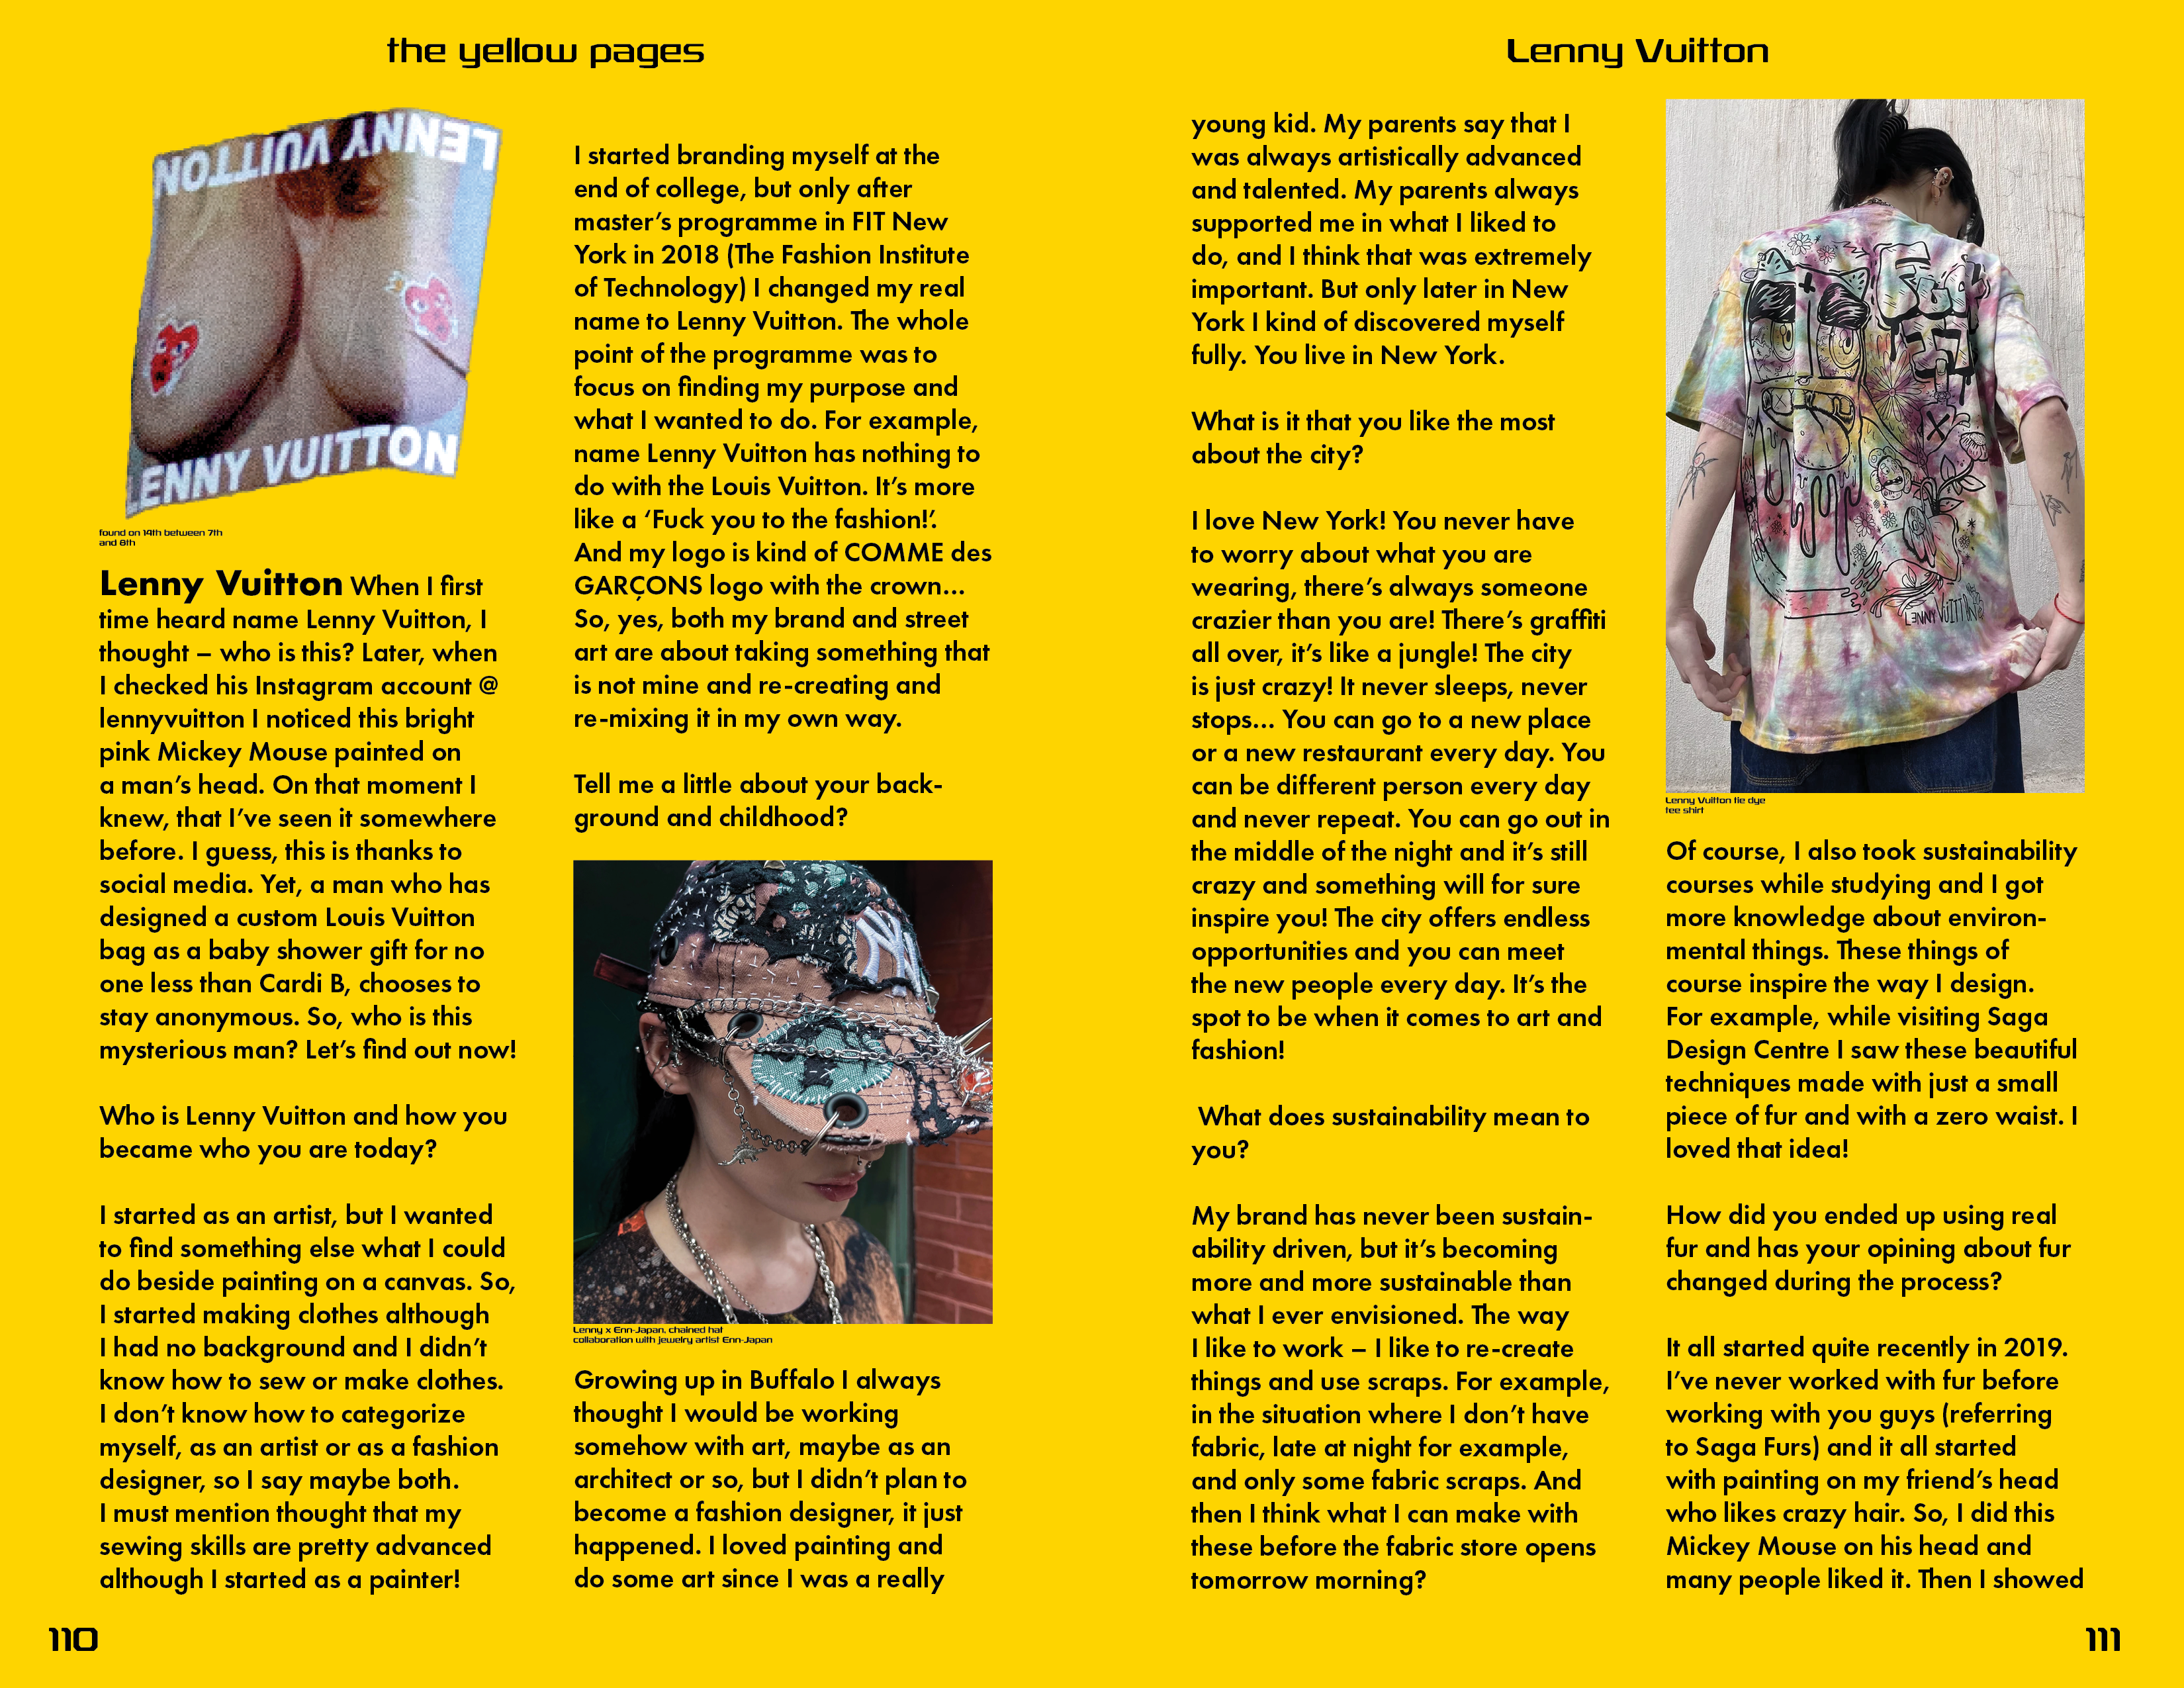 the yellow pages
LENNY VUITTON
LENNY VUITTON
found on 14th between 7th
and 8th
Lenny Vuitton When I first
time heard name Lenny Vuitton, I
thought – who is this? Later, when
I checked his Instagram account @
lennyvuitton I noticed this bright
pink Mickey Mouse painted on
a man's head. On that moment I
knew, that I've seen it somewhere
before. I guess, this is thanks to
social media. Yet, a man who has
designed a custom Louis Vuitton
bag as a baby shower gift for no
one less than Cardi B, chooses to
stay anonymous. So, who is this
mysterious man? Let's find out now!
Who is Lenny Vuitton and how you
became who you are today?
I started as an artist, but I wanted
to find something else what I could
do beside painting on a canvas. So,
I started making clothes although
I had no background and I didn't
know how to sew or make clothes.
I don't know how to categorize
myself, as an artist or as a fashion
designer, so I say maybe both.
I must mention thought that my
sewing skills are pretty advanced
although I started as a painter!
110
I started branding myself at the
end of college, but only after
master's programme in FIT New
York in 2018 (The Fashion Institute
of Technology) I changed my real
name to Lenny Vuitton. The whole
point of the programme was to
focus on finding my purpose and
what I wanted to do. For example,
name Lenny Vuitton has nothing to
do with the Louis Vuitton. It's more
like a ‘Fuck you to the fashion!’.
And my logo is kind of COMME des
GARÇONS logo with the crown...
So, yes, both my brand and street
art are about taking something that
is not mine and re-creating and
re-mixing it in my own way.
Tell me a little about your back-
ground and childhood?
NY
Lenny x Enn-Japan. chained hat
collaboration with jewelry artist Enn-Japan
Growing up in Buffalo I always
thought I would be working
somehow with art, maybe as an
architect or so, but I didn't plan to
become a fashion designer, it just
happened. I loved painting and
do some art since I was a really
Lenny Vuitton
young kid. My parents say that I
was always artistically advanced
and talented. My parents always
supported me in what I liked to
do, and I think that was extremely
important. But only later in New
York I kind of discovered myself
fully. You live in New York.
What is it that you like the most
about the city?
I love New York! You never have
to worry about what you are
wearing, there's always someone
crazier than you are! There's graffiti
all over, it's like a jungle! The city
is just crazy! It never sleeps, never
stops... You can go to a new place
or a new restaurant every day. You
can be different person every day
and never repeat. You can go out in
the middle of the night and it's still
crazy and something will for sure
inspire you! The city offers endless
opportunities and you can meet
the new people every day. It's the
spot to be when it comes to art and
fashion!
What does sustainability mean to
you?
My brand has never been sustain-
ability driven, but it's becoming
more and more sustainable than
what I ever envisioned. The way
I like to work – I like to re-create
things and use scraps. For example,
in the situation where I don't have
fabric, late at night for example,
and only some fabric scraps. And
then I think what I can make with
these before the fabric store opens
tomorrow morning?
LENNY VUITTON
Lenny Vuitton tie dye
tee shirt
Of course, I also took sustainability
courses while studying and I got
more knowledge about environ-
mental things. These things of
course inspire the way I design.
For example, while visiting Saga
Design Centre I saw these beautiful
techniques made with just a small
piece of fur and with a zero waist. I
loved that idea!
How did you ended up using real
fur and has your opining about fur
changed during the process?
It all started quite recently in 2019.
I've never worked with fur before
working with you guys (referring
to Saga Furs) and it all started
with painting on my friend's head
who likes crazy hair. So, I did this
Mickey Mouse on his head and
many people liked it. Then I showed
111